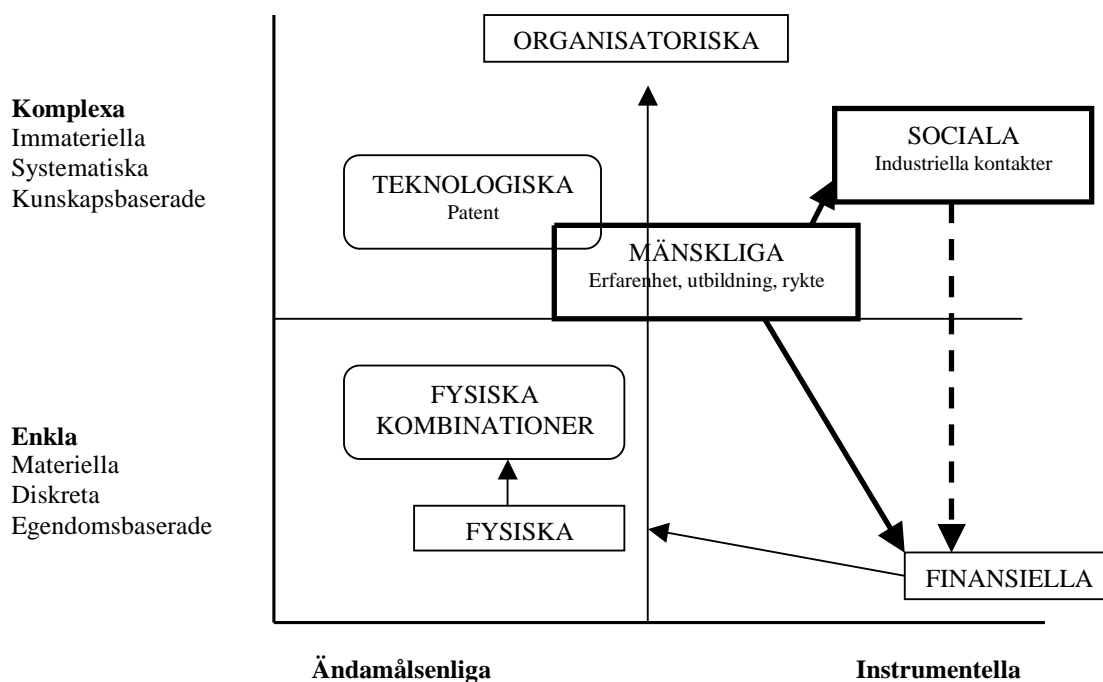 ORGANISATORISKA
Komplexa
Immateriella
Systematiska
Kunskapsbaserade
SOCIALA
Industriella kontakter
TEKNOLOGISKA
Patent
MÄNSKLIGA
Erfarenhet, utbildning, rykte
FYSISKA
KOMBINATIONER
Enkla
Materiella
Diskreta
Egendomsbaserade
FYSISKA
FINANSIELLA
Ändamålsenliga
Instrumentella